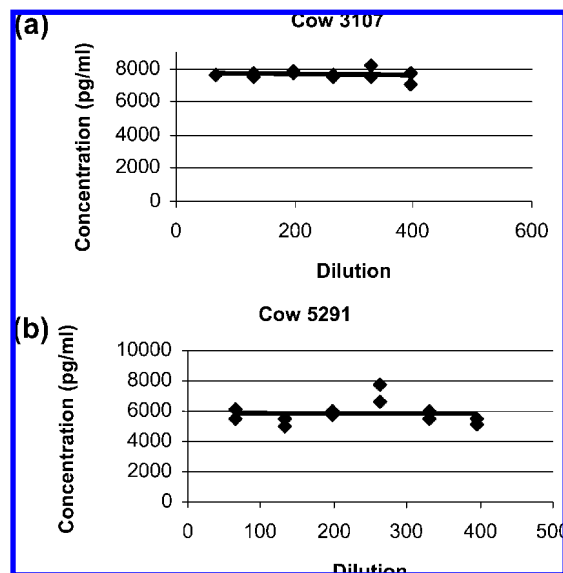 (a)
Cow 3107
Concentration (pg/ml)
8000
6000
4000
2000
0
0 200 400 600
Dilution
(b)
Cow 5291
Concentration (pg/ml)
10000
8000
6000
4000
2000
0
0 100 200 300 400 500
Dilution